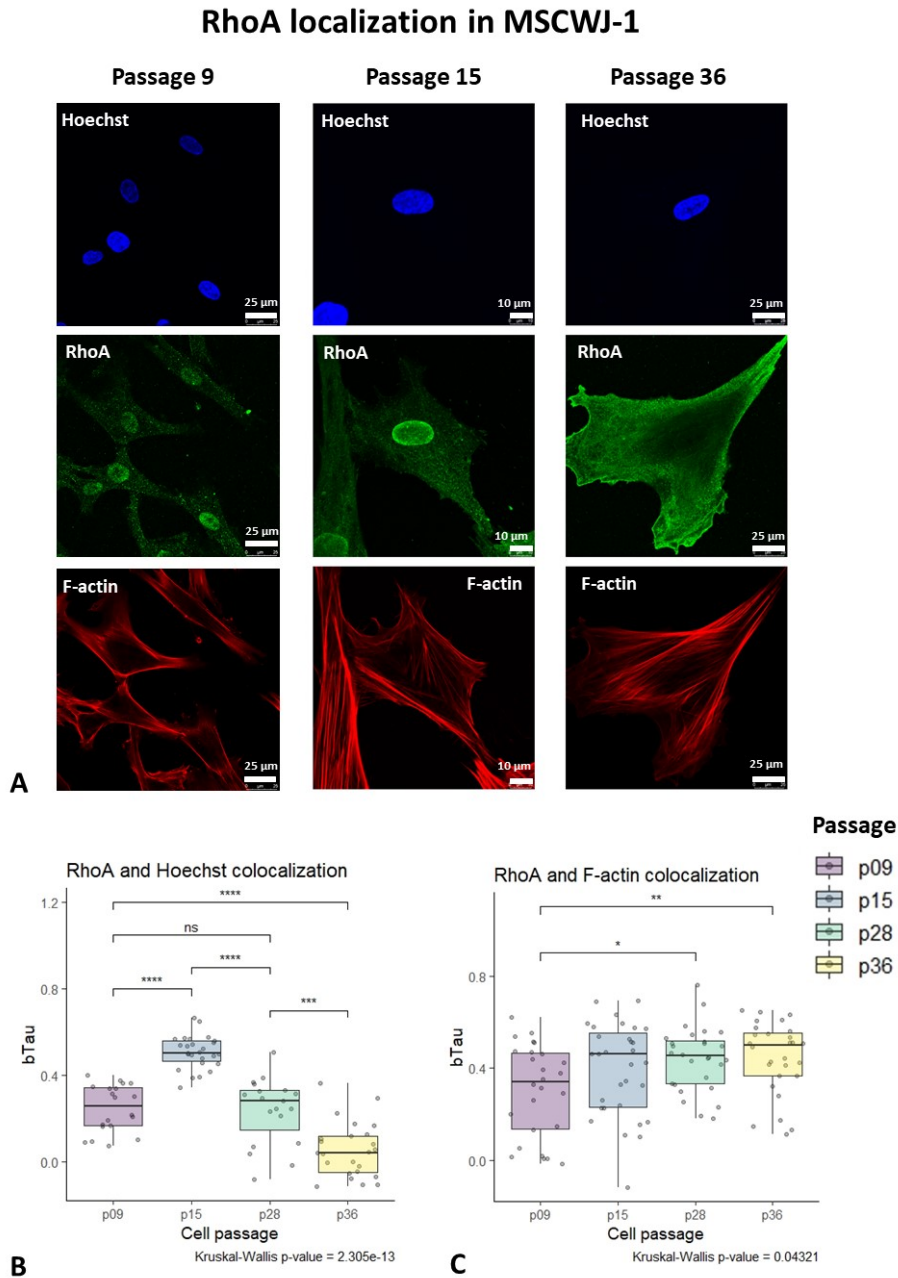 RhoA localization in MSCWJ-1
Passage 9 Passage 15 Passage 36
Hoechst Hoechst Hoechst
25 µm 10 µm 25 µm
RhoA RhoA RhoA
25 µm 10 µm 25 µm
F-actin F-actin F-actin
25 µm 10 µm 25 µm
A
Passage
p09
p15
p28
p36
RhoA and Hoechst colocalization
1.2
0.8
0.4
0.0
bTau
****
ns
****
****
***
p09 p15 p28 p36
Cell passage
Kruskal-Wallis p-value = 2.305e-13
B
RhoA and F-actin colocalization
0.8
0.4
0.0
bTau
**
*
p09 p15 p28 p36
Cell passage
Kruskal-Wallis p-value = 0.04321
C